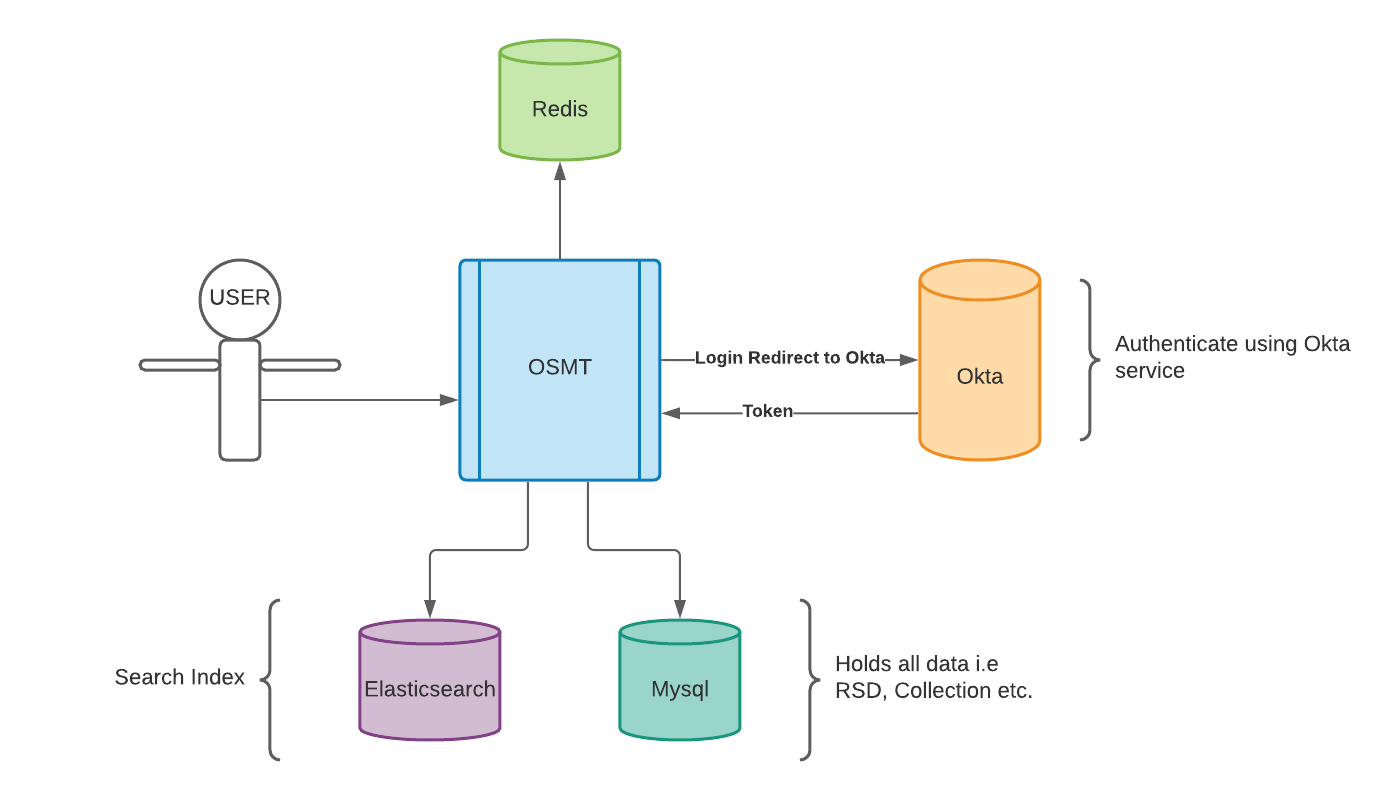 Redis
USER
OSMT
Login Redirect to Okta
Token
Okta
Authenticate using Okta
service
Search Index
Elasticsearch
Mysql
Holds all data i.e
RSD, Collection etc.